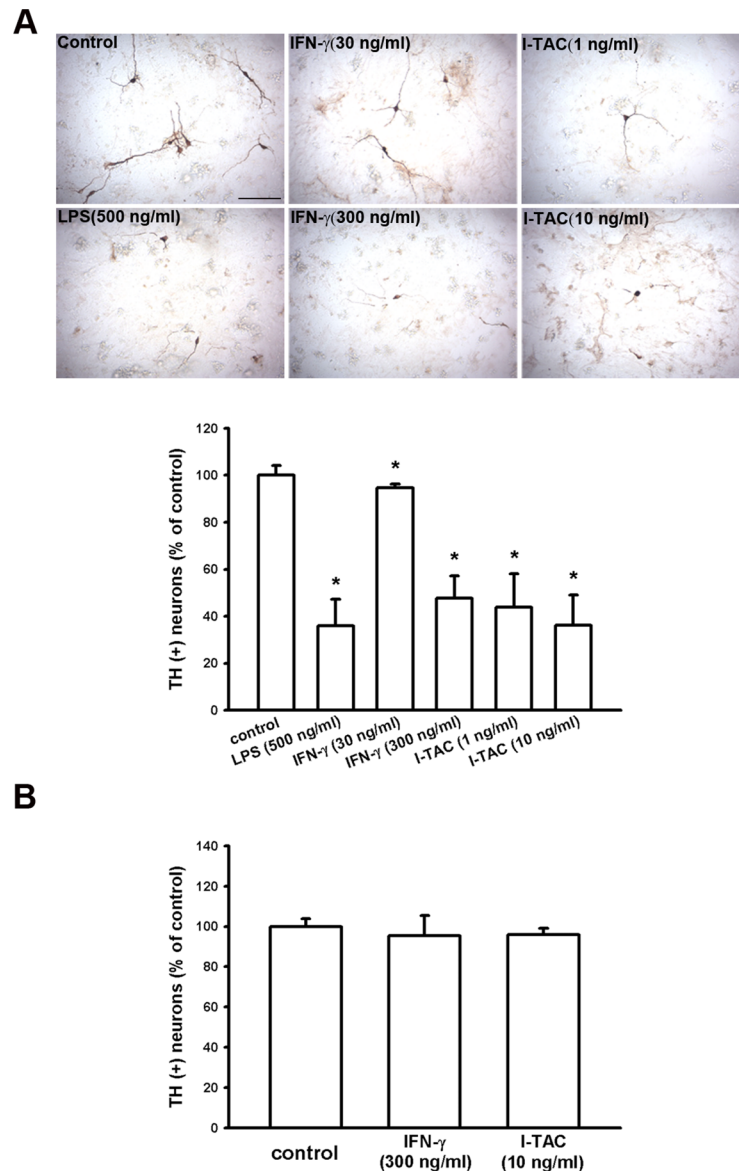 A
Control
IFN-γ(30 ng/ml)
I-TAC(1 ng/ml)
LPS(500 ng/ml)
IFN-γ(300 ng/ml)
I-TAC(10 ng/ml)
TH (+) neurons (% of control)
120
100
80
60
40
20
0
*
*
*
*
*
control
LPS (500 ng/ml)
IFN-γ (30 ng/ml)
IFN-γ (300 ng/ml)
I-TAC (1 ng/ml)
I-TAC (10 ng/ml)
B
TH (+) neurons (% of control)
140
120
100
80
60
40
20
0
control
IFN-γ
(300 ng/ml)
I-TAC
(10 ng/ml)